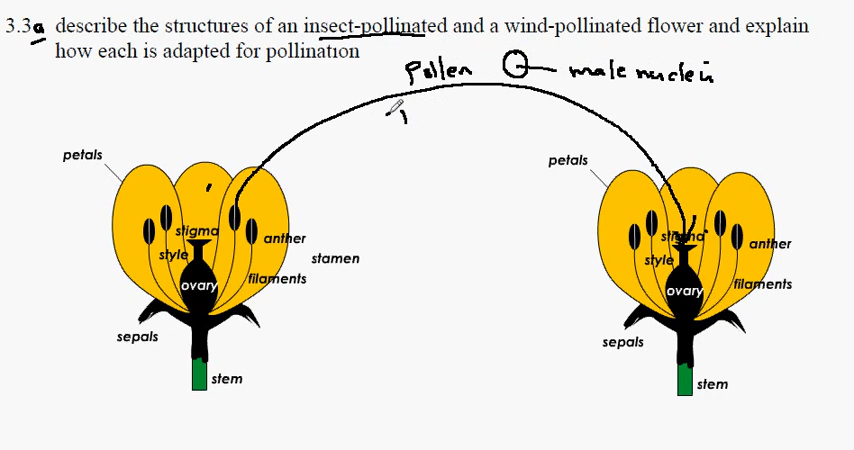 3.3a describe the structures of an insect-pollinated and a wind-pollinated flower and explain
how each is adapted for pollination
Pollen male nuclei
petals
petals
stigma
stigma
anther
anther
style
stamen
style
ovary
filaments
ovary
filaments
sepals
sepals
stem
stem